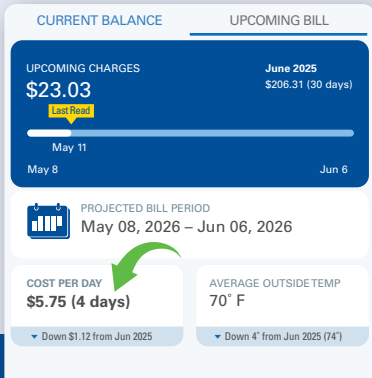 CURRENT BALANCE
UPCOMING BILL
UPCOMING CHARGES
$23.03
June 2025
$206.31 (30 days)
Last Read
May 11
May 8
Jun 6
PROJECTED BILL PERIOD
May 08, 2026 – Jun 06, 2026
COST PER DAY
$5.75 (4 days)
Down $1.12 from Jun 2025
AVERAGE OUTSIDE TEMP
70° F
Down 4° from Jun 2025 (74°)